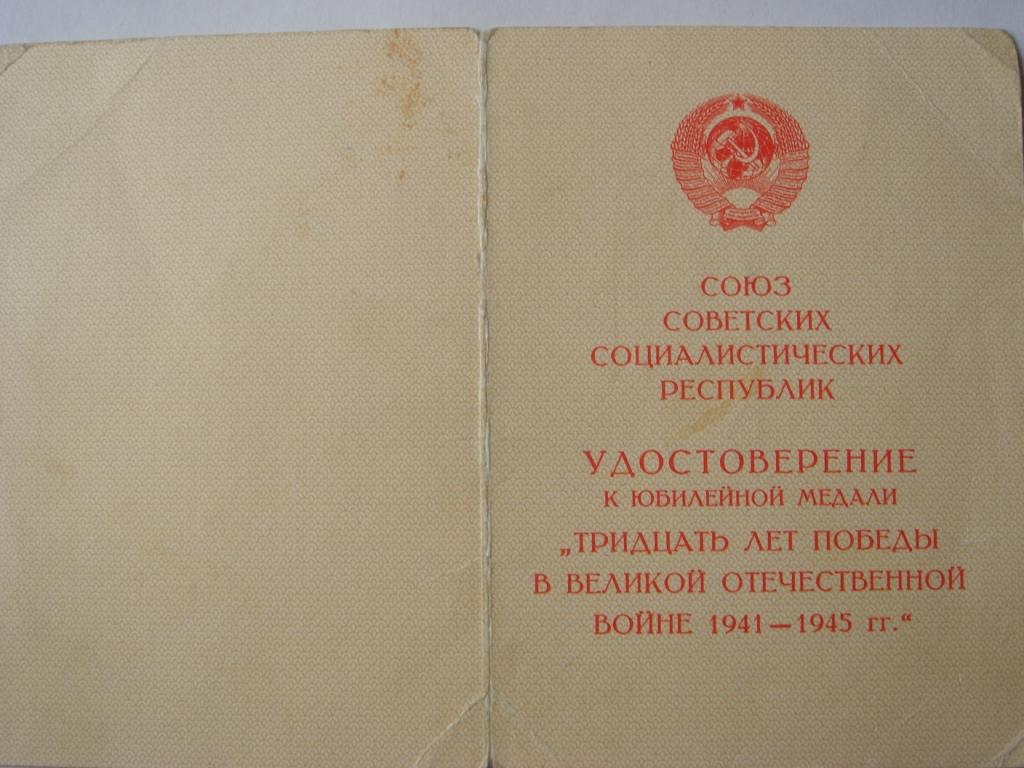 СОЮЗ
СОВЕТСКИХ
СОЦИАЛИСТИЧЕСКИХ
РЕСПУБЛИК
УДОСТОВЕРЕНИЕ
К ЮБИЛЕЙНОЙ МЕДАЛИ
„ТРИДЦАТЬ ЛЕТ ПОБЕДЫ
В ВЕЛИКОЙ ОТЕЧЕСТВЕННОЙ
ВОЙНЕ 1941—1945 гг.“